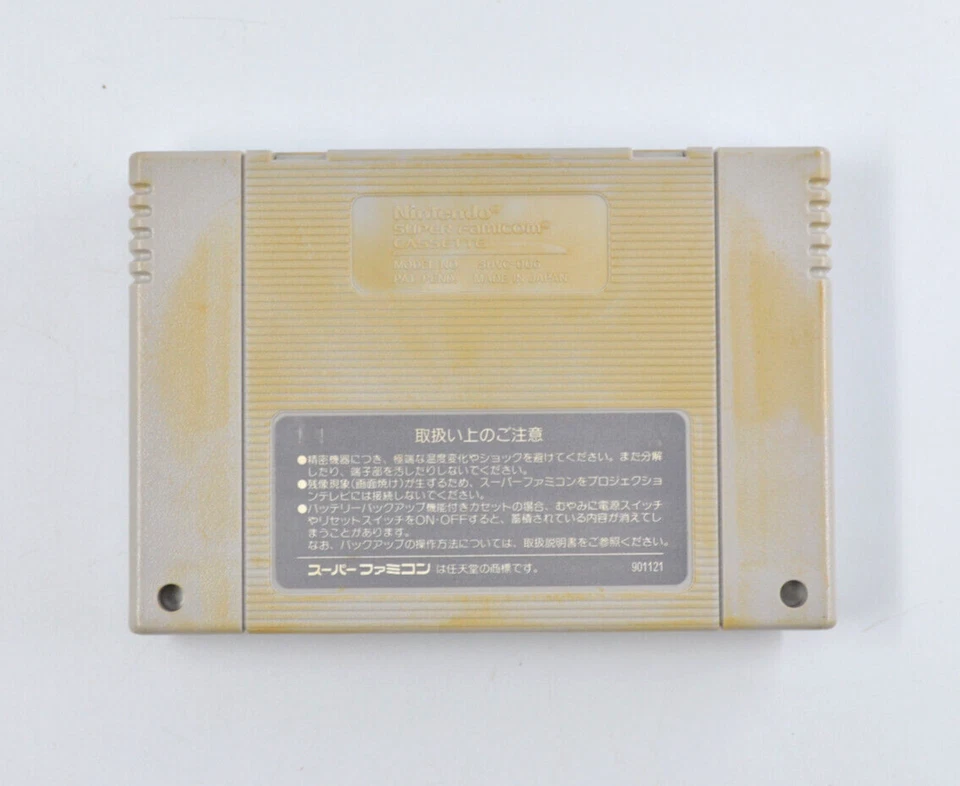 Nintendo®
SUPER Famicom®
CASSETTE
MADE IN JAPAN
取扱い上のご注意
●精密機器につき、極端な温度変化やショックを避けてください。また分解
したり、端子部を汚したりしないでください。
●残像現象(画面焼け)が生ずるため、スーパーファミコンをプロジェクショ
ンテレビには接続しないでください。
●バッテリーバックアップ機能付きカセットの場合、むやみに電源スイッチ
やリセットスイッチをON・OFFすると、蓄積されている内容が消えてし
まうことがあります。
なお、バックアップの操作方法については、取扱説明書をご参照ください。
スーパーファミコン は任天堂の商標です。 901121